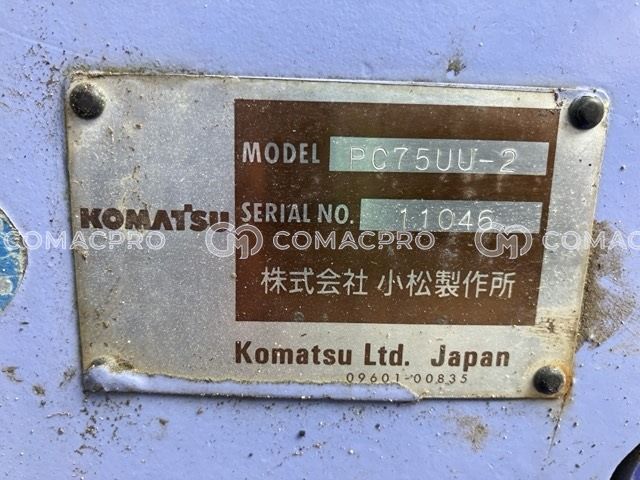 MODEL PC75UU-2
KOMATSU
SERIAL NO. 11046
COMACPRO COMACPRO COMAC
株式会社 小松製作所
Komatsu Ltd. Japan
09601-00835